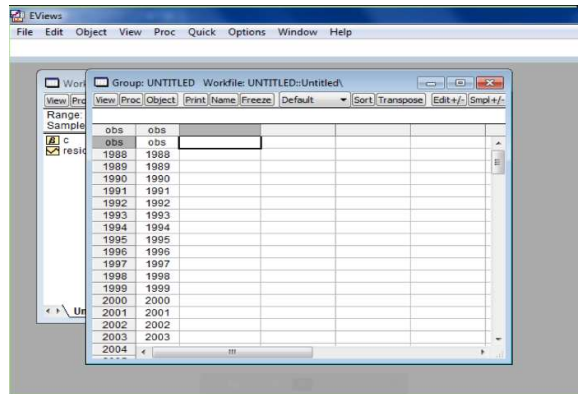 EViews
File Edit Object View Proc Quick Options Window Help
Group: UNTITLED Workfile: UNTITLED::Untitled\
View Proc Object Print Name Freeze Default Sort Transpose Edit+/- Smpl+/-
Work
View Proc
Range:
Sample
c
resid
Un
obs obs
obs obs
1988 1988
1989 1989
1990 1990
1991 1991
1992 1992
1993 1993
1994 1994
1995 1995
1996 1996
1997 1997
1998 1998
1999 1999
2000 2000
2001 2001
2002 2002
2003 2003
2004